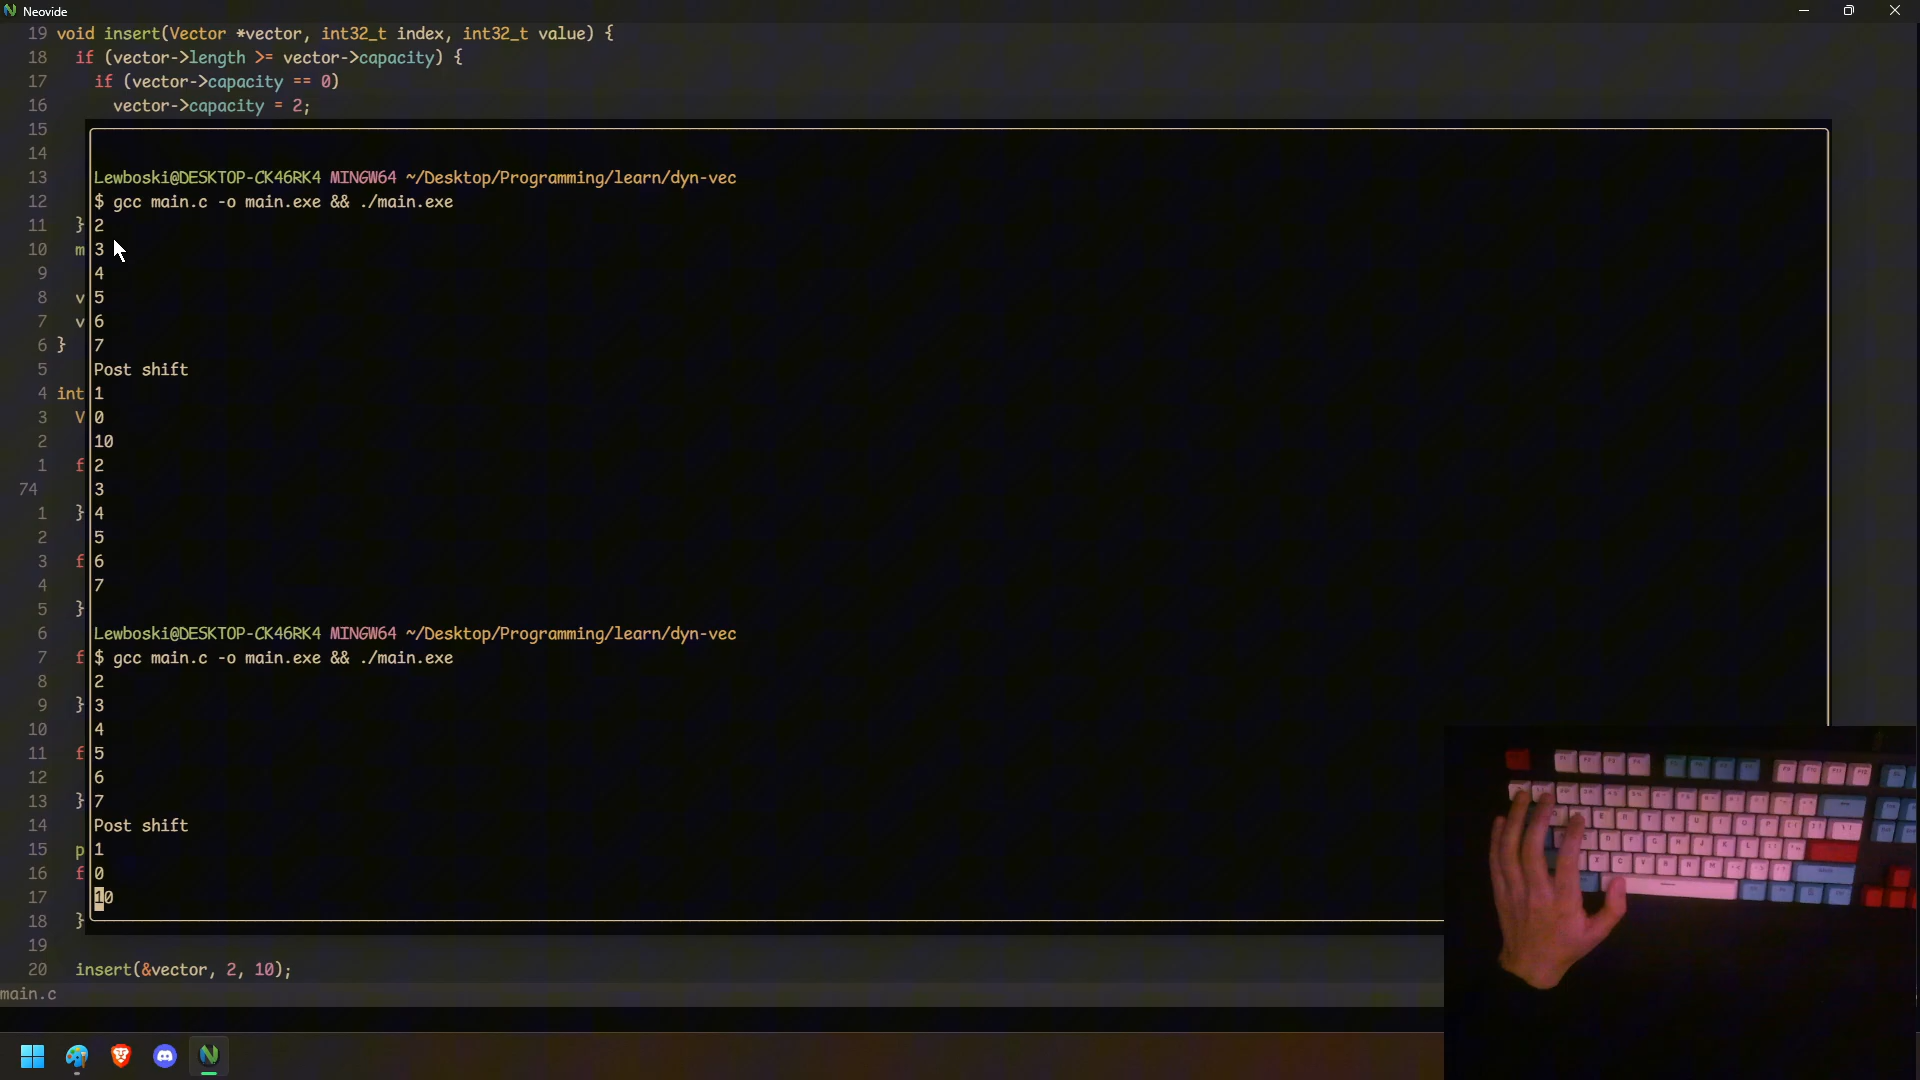 Neovide
19 void insert(Vector *vector, int32_t index, int32_t value) {
18 if (vector->length >= vector->capacity) {
17 if (vector->capacity == 0)
16 vector->capacity = 2;
15
14
13 Lewboski@DESKTOP-CK46RK4 MINGW64 ~/Desktop/Programming/learn/dyn-vec
12 $ gcc main.c -o main.exe && ./main.exe
11 } 2
10 m 3
9 4
8 v 5
7 v 6
6 } 7
5 Post shift
4 int 1
3 V 0
2 10
1 f 2
74 3
1 } 4
2 5
3 f 6
4 7
5 }
6 Lewboski@DESKTOP-CK46RK4 MINGW64 ~/Desktop/Programming/learn/dyn-vec
7 f $ gcc main.c -o main.exe && ./main.exe
8 2
9 } 3
10 4
11 f 5
12 6
13 } 7
14 Post shift
15 p 1
16 f 0
17 10
18 }
19
20 insert(&vector, 2, 10);
main.c